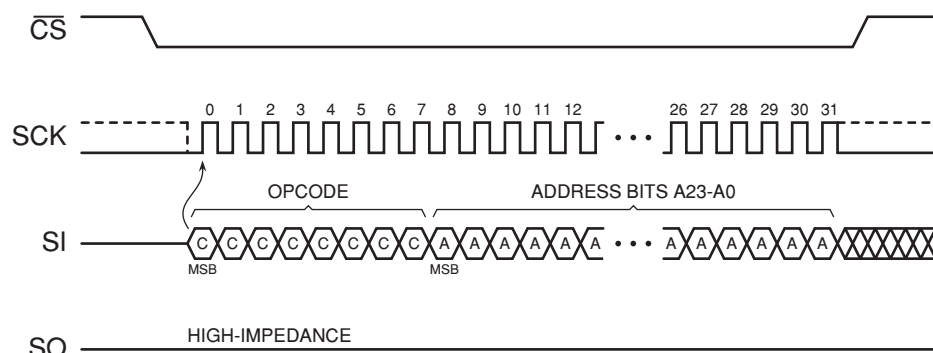 CS
0 1 2 3 4 5 6 7 8 9 10 11 12 26 27 28 29 30 31
SCK
OPCODE ADDRESS BITS A23-A0
SI C C C C C C C C A A A A A A A A A A A A
MSB MSB
HIGH-IMPEDANCE
SO